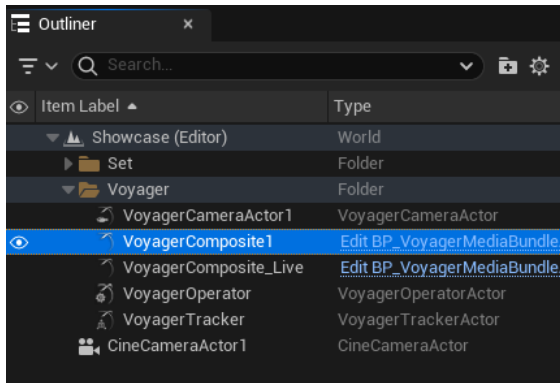 Outliner
Search...
Item Label Type
Showcase (Editor) World
Set Folder
Voyager Folder
VoyagerCameraActor1 VoyagerCameraActor
VoyagerComposite1 Edit BP_VoyagerMediaBundle
VoyagerComposite_Live Edit BP_VoyagerMediaBundle
VoyagerOperator VoyagerOperatorActor
VoyagerTracker VoyagerTrackerActor
CineCameraActor1 CineCameraActor